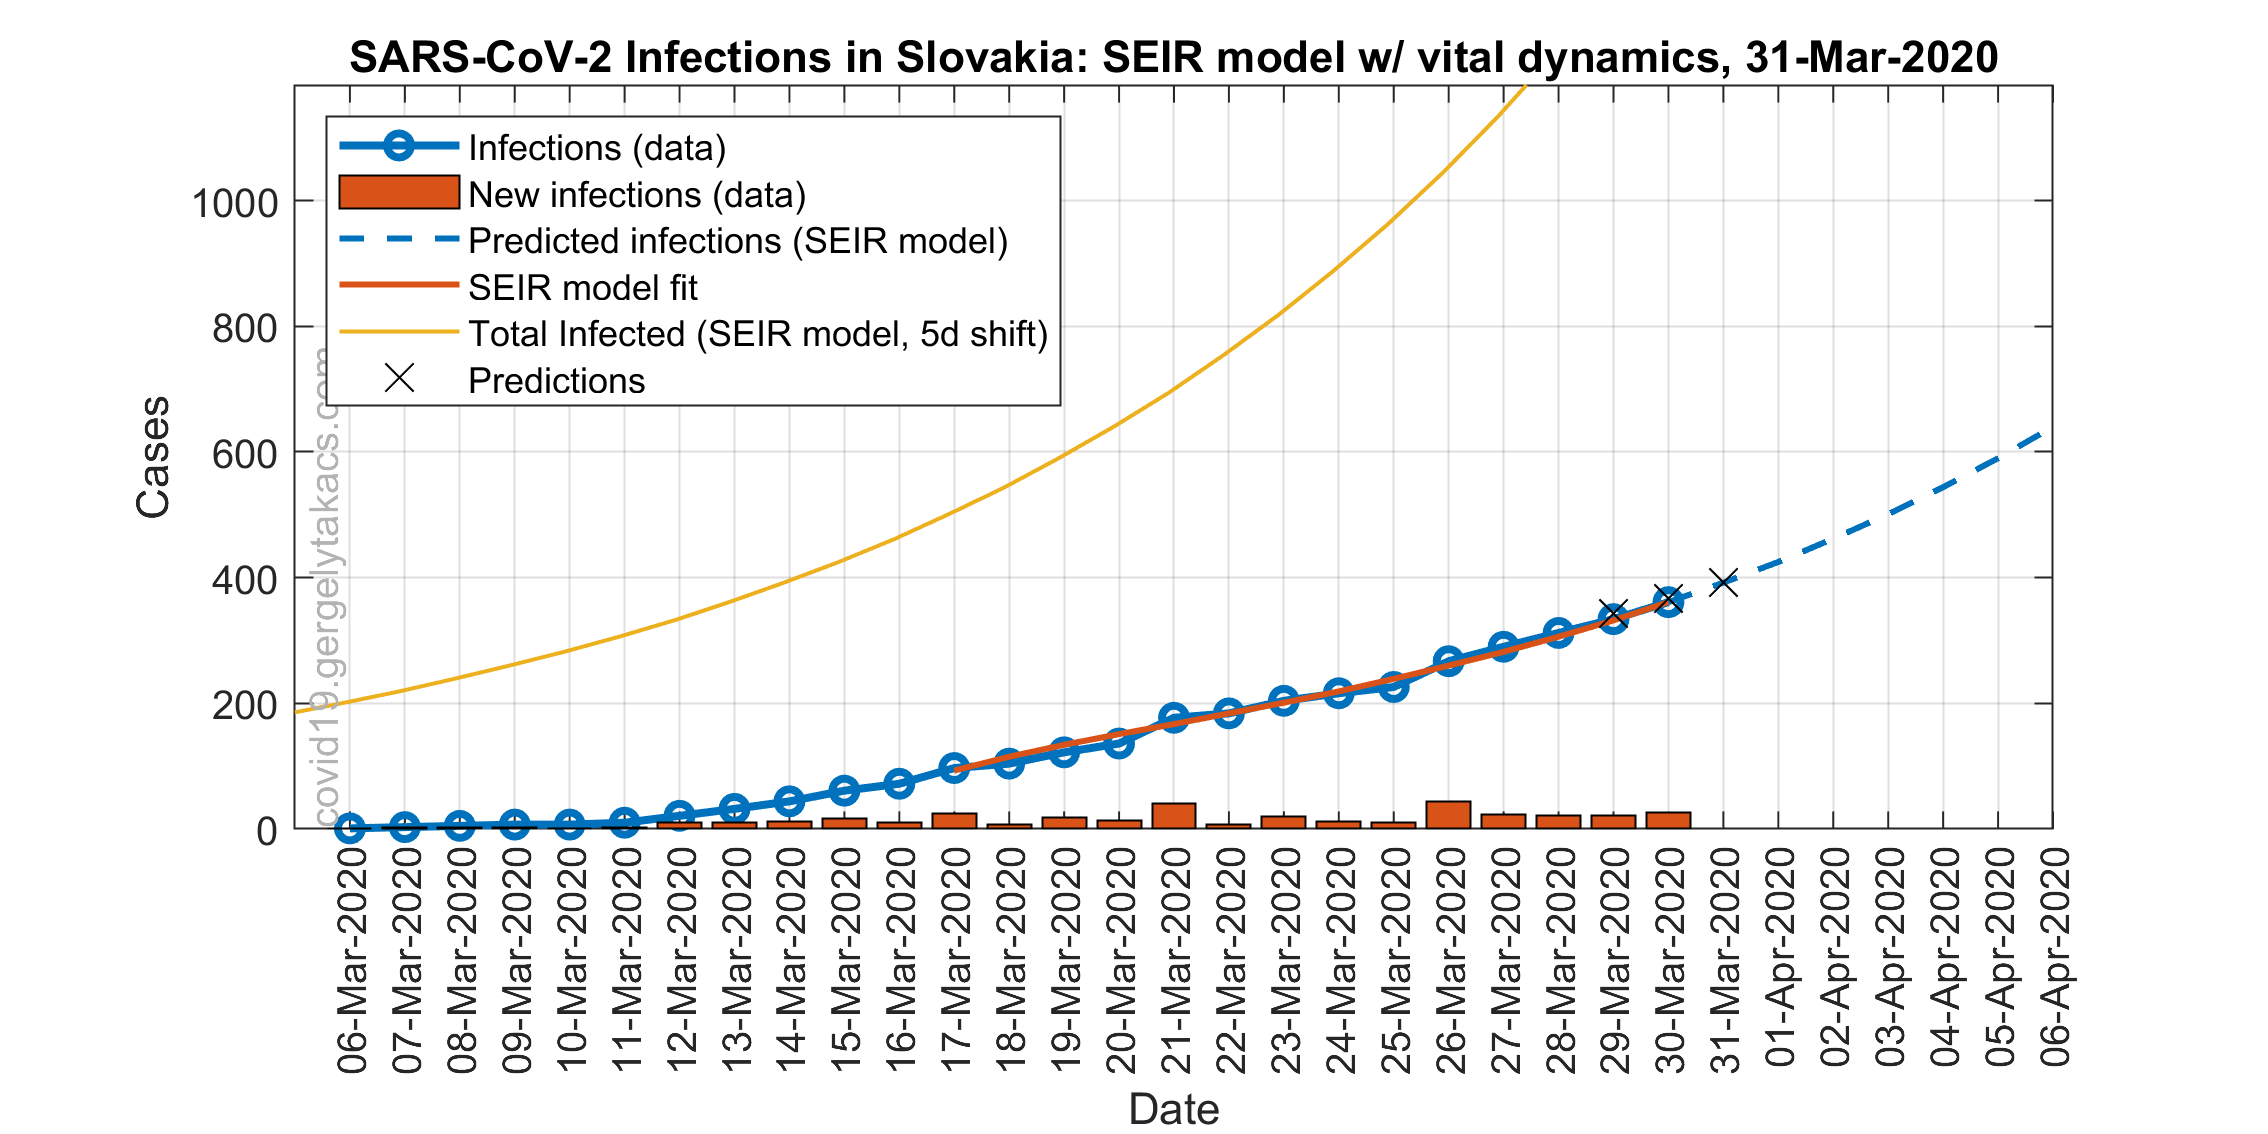 SARS-CoV-2 Infections in Slovakia: SEIR model w/ vital dynamics, 31-Mar-2020
Infections (data)
New infections (data)
Predicted infections (SEIR model)
SEIR model fit
Total Infected (SEIR model, 5d shift)
Predictions
Cases
1000
800
600
400
200
0
covid19.gergelytakacs.com
06-Mar-2020
07-Mar-2020
08-Mar-2020
09-Mar-2020
10-Mar-2020
11-Mar-2020
12-Mar-2020
13-Mar-2020
14-Mar-2020
15-Mar-2020
16-Mar-2020
17-Mar-2020
18-Mar-2020
19-Mar-2020
20-Mar-2020
21-Mar-2020
22-Mar-2020
23-Mar-2020
24-Mar-2020
25-Mar-2020
26-Mar-2020
27-Mar-2020
28-Mar-2020
29-Mar-2020
30-Mar-2020
31-Mar-2020
01-Apr-2020
02-Apr-2020
03-Apr-2020
04-Apr-2020
05-Apr-2020
06-Apr-2020
Date